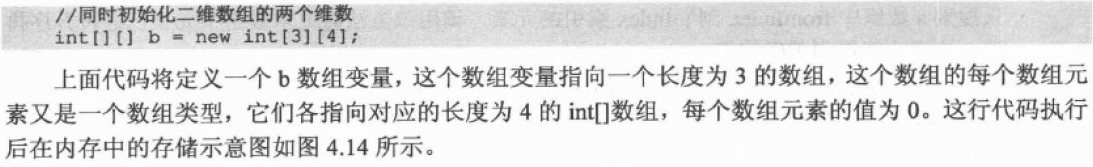 //同时初始化二维数组的两个维数
int[][] b = new int[3][4];
上面代码将定义一个 b 数组变量，这个数组变量指向一个长度为 3 的数组，这个数组的每个数组元
素又是一个数组类型，它们各指向对应的长度为 4 的 int[]数组，每个数组元素的值为 0。这行代码执行
后在内存中的存储示意图如图 4.14 所示。